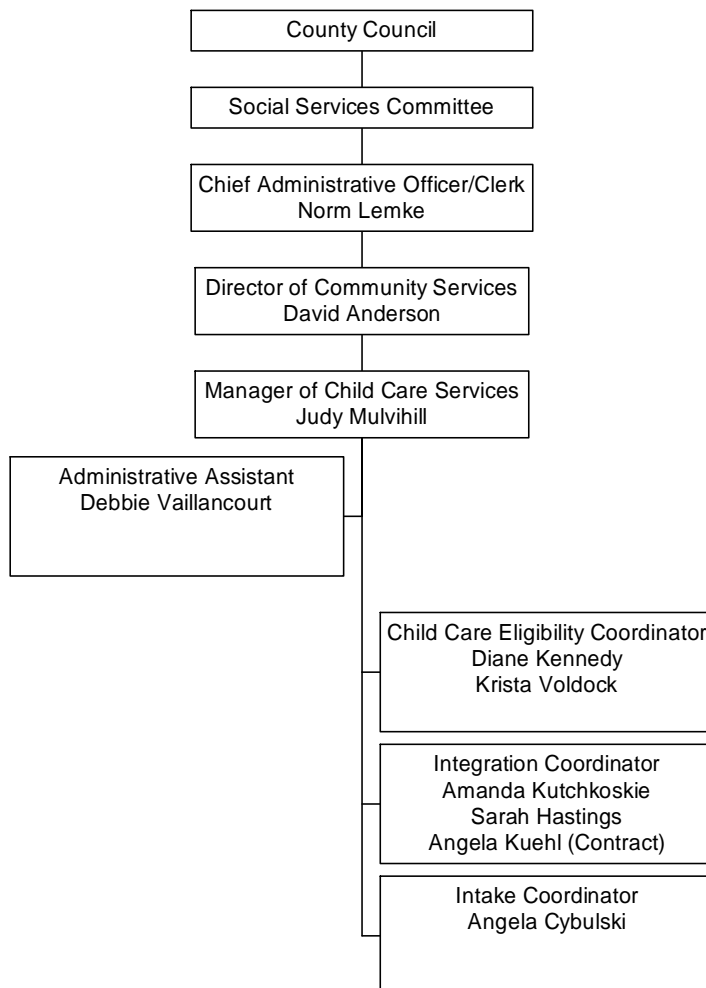 County Council
Social Services Committee
Chief Administrative Officer/Clerk
Norm Lemke
Director of Community Services
David Anderson
Manager of Child Care Services
Judy Mulvihill
Administrative Assistant
Debbie Vaillancourt
Child Care Eligibility Coordinator
Diane Kennedy
Krista Voldock
Integration Coordinator
Amanda Kutchkoskie
Sarah Hastings
Angela Kuehl (Contract)
Intake Coordinator
Angela Cybulski